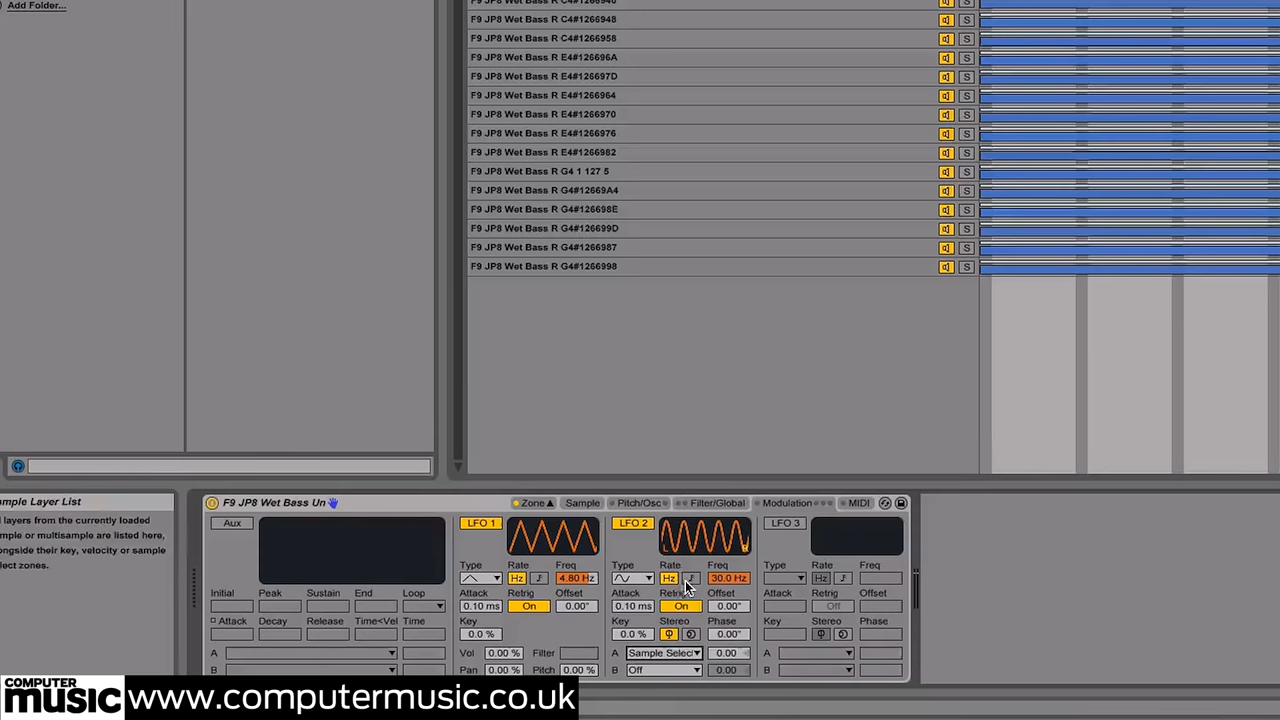 Add Folder...
F9 JP8 Wet Bass R C4#1266948
F9 JP8 Wet Bass R C4#1266958
F9 JP8 Wet Bass R E4#126696A
F9 JP8 Wet Bass R E4#126697D
F9 JP8 Wet Bass R E4#1266964
F9 JP8 Wet Bass R E4#1266970
F9 JP8 Wet Bass R E4#1266976
F9 JP8 Wet Bass R E4#1266982
F9 JP8 Wet Bass R G4 1 127 5
F9 JP8 Wet Bass R G4#12669A4
F9 JP8 Wet Bass R G4#126698E
F9 JP8 Wet Bass R G4#126699D
F9 JP8 Wet Bass R G4#1266987
F9 JP8 Wet Bass R G4#1266998
S
S
S
S
S
S
S
S
S
S
S
S
S
S
ample Layer List
layers from the currently loaded
mple or multisample are listed here,
ongside their key, velocity or sample
elect zones.
F9 JP8 Wet Bass Un
Zone Sample Pitch/Osc Filter/Global Modulation MIDI
Aux
Initial Peak Sustain End Loop
Attack Decay Release Time<Vel Time
A
B
LFO 1
Type Rate Freq
Hz 4.80 Hz
Attack Retrig Offset
0.10 ms On 0.00°
Key
0.0 %
Vol 0.00 % Filter
Pan 0.00 % Pitch 0.00 %
LFO 2
Type Rate Freq
Hz 30.0 Hz
Attack Retrig Offset
0.10 ms On 0.00°
Key Stereo Phase
0.0 % 0.00°
A Sample Select 0.00
B Off 0.00
LFO 3
Type Rate Freq
Hz
Attack Retrig Offset
Off
Key Stereo Phase
A
B
COMPUTER
music www.computermusic.co.uk